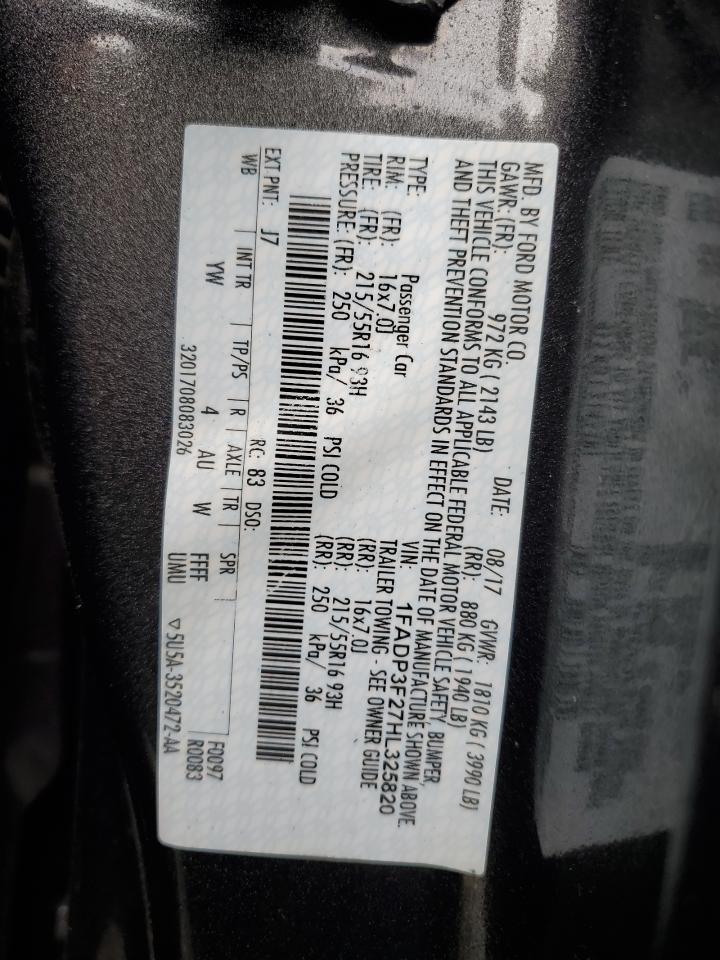 MFD. BY FORD MOTOR CO. DATE: 08/17 GVWR: 1810 KG ( 3990 LB)
GAWR: (FR): 972 KG ( 2143 LB) (RR): 880 KG ( 1940 LB)
THIS VEHICLE CONFORMS TO ALL APPLICABLE FEDERAL MOTOR VEHICLE SAFETY, BUMPER,
AND THEFT PREVENTION STANDARDS IN EFFECT ON THE DATE OF MANUFACTURE SHOWN ABOVE.
VIN: 1FADP3F27HL325820
TYPE: Passenger Car TRAILER TOWING - SEE OWNER GUIDE
RIM: (FR): 16x7.0J (RR): 16x7.0J
TIRE: (FR): 215/55R16 93H (RR): 215/55R16 93H
PRESSURE: (FR): 250 kPa/ 36 PSI COLD (RR): 250 kPa/ 36 PSI COLD
EXT PNT: J7 RC: 83 DSO:
WB INT TR TP/PS R AXLE TR SPR F0097
YW 4 AU W FFFF R0083
3201708083026 UMU ▽5U5A-3520472-AA